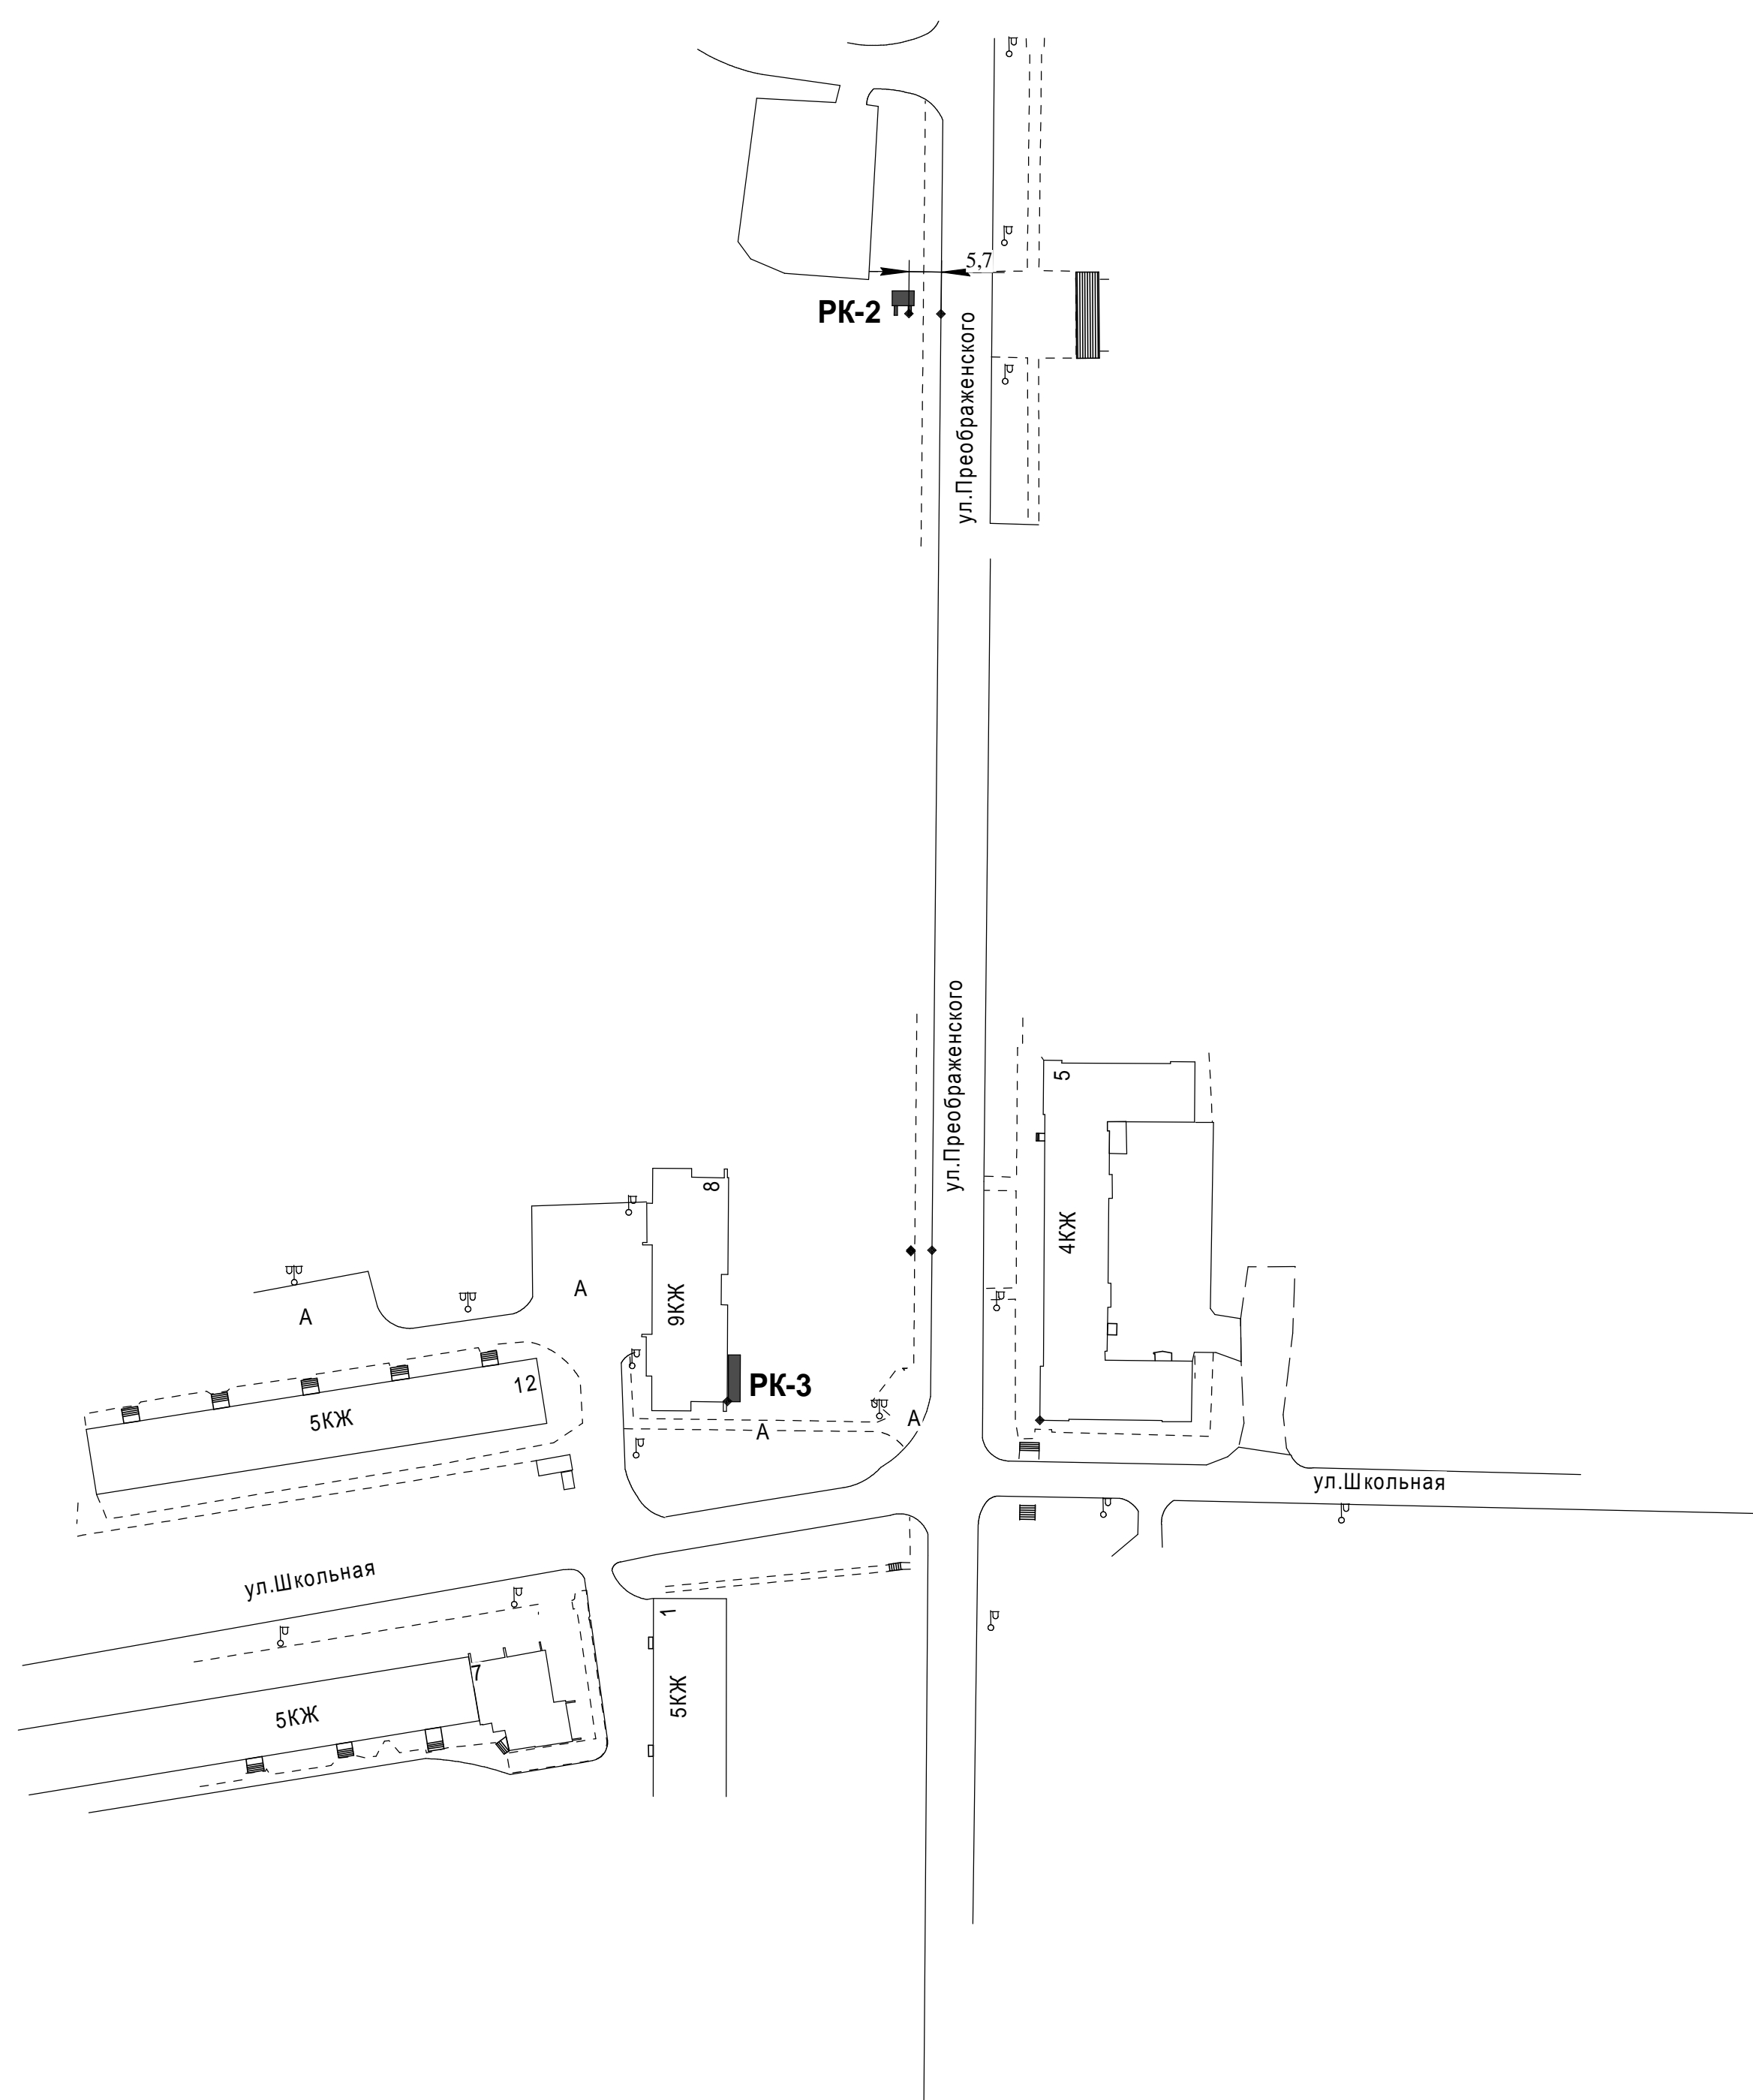 5,7
РК-2
ул.Преображенского
ул.Преображенского
5
4КЖ
8
9КЖ
А
А
РК-3
12
5КЖ
А
А
ул.Школьная
ул.Школьная
1
5КЖ
7
5КЖ